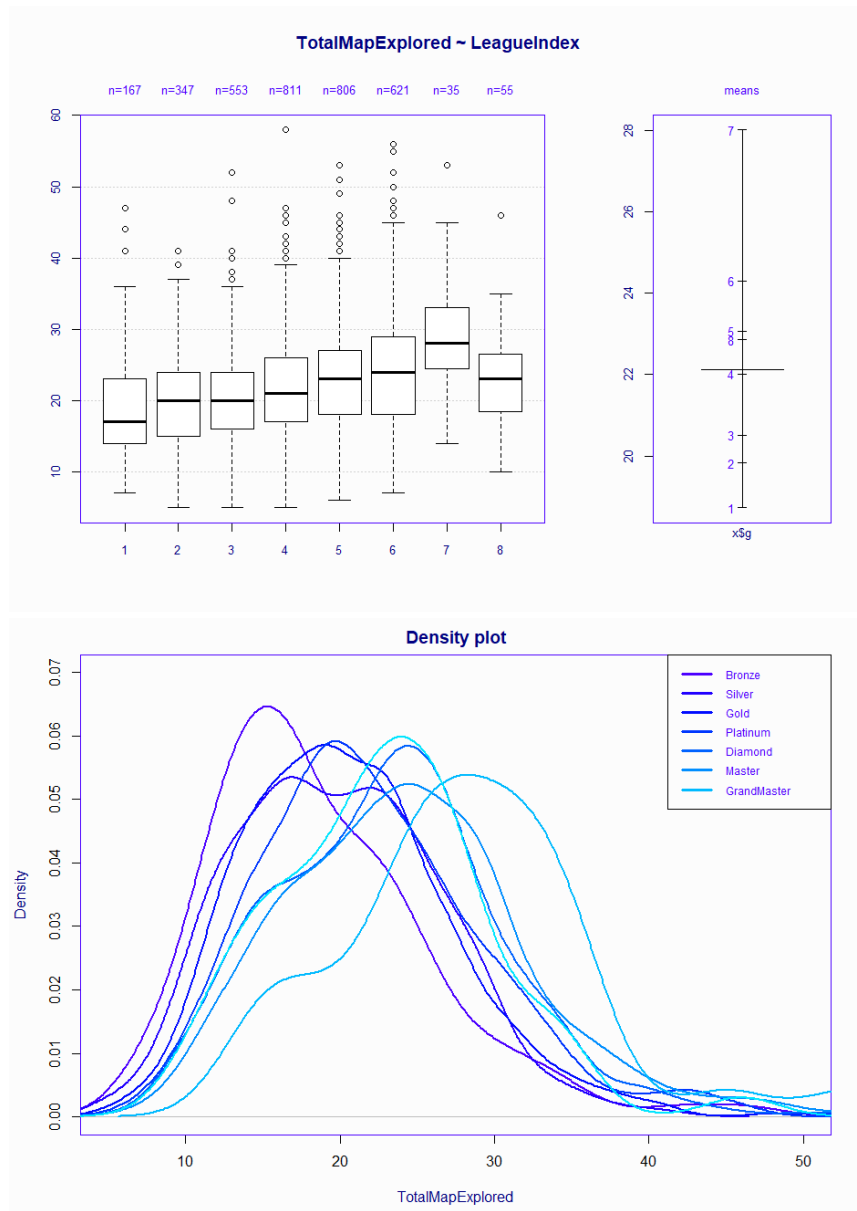 TotalMapExplored ~ LeagueIndex
n=167 n=347 n=553 n=811 n=806 n=621 n=35 n=55
means
60
50
40
30
20
10
1 2 3 4 5 6 7 8
28
26
24
22
20
7
6
5
8
4
3
2
1
x$g
Density plot
0.07
0.06
0.05
0.04
0.03
0.02
0.01
0.00
Density
Bronze
Silver
Gold
Platinum
Diamond
Master
GrandMaster
10 20 30 40 50
TotalMapExplored